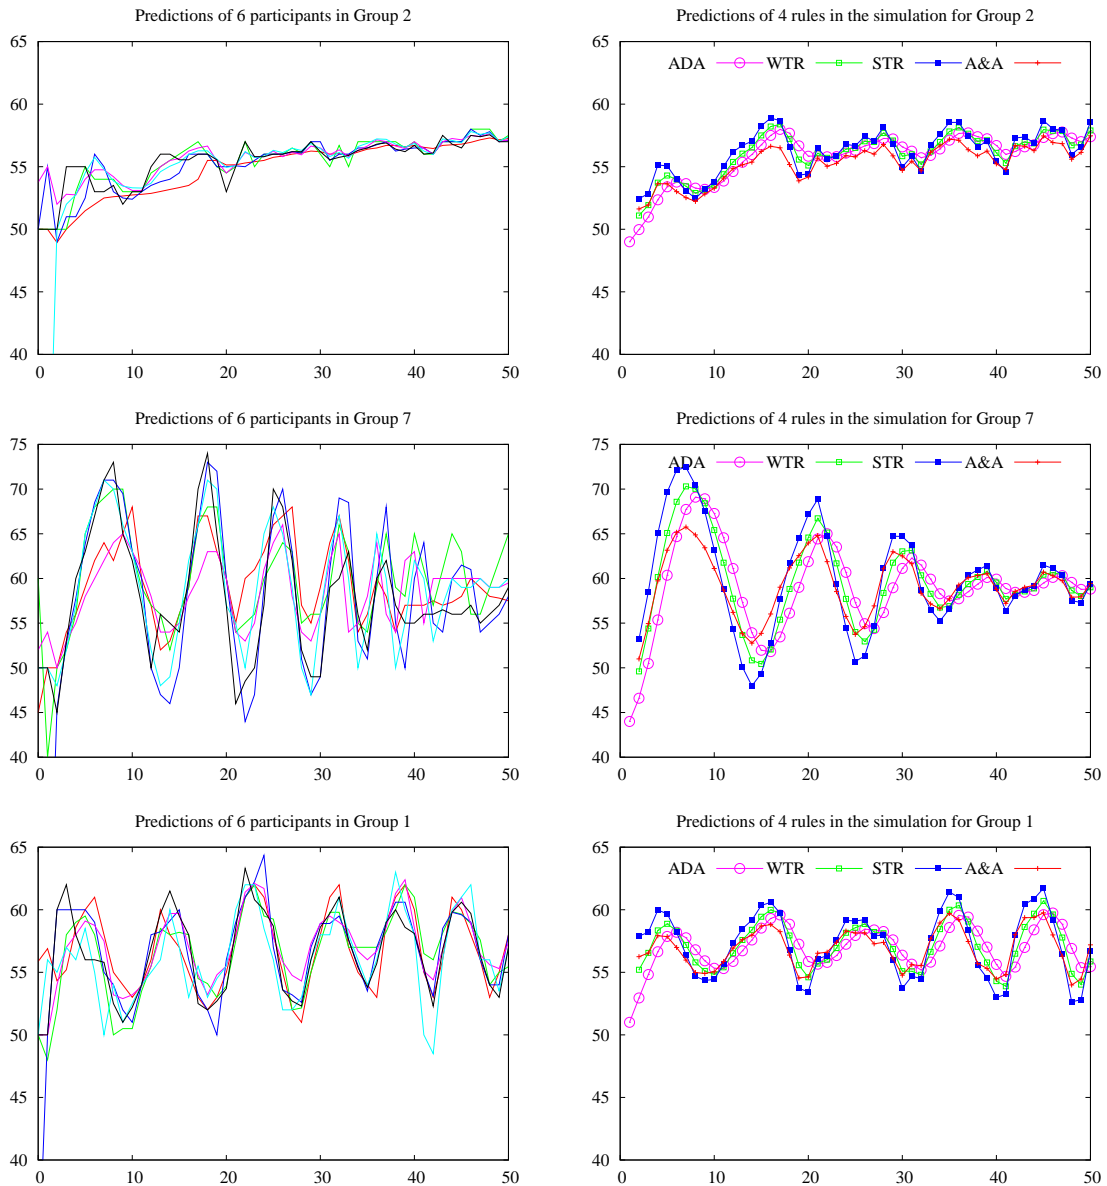 Predictions of 6 participants in Group 2
65
60
55
50
45
40
0 10 20 30 40 50
Predictions of 4 rules in the simulation for Group 2
ADA WTR STR A&A
65
60
55
50
45
40
0 10 20 30 40 50
Predictions of 6 participants in Group 7
75
70
65
60
55
50
45
40
0 10 20 30 40 50
Predictions of 4 rules in the simulation for Group 7
ADA WTR STR A&A
75
70
65
60
55
50
45
40
0 10 20 30 40 50
Predictions of 6 participants in Group 1
65
60
55
50
45
40
0 10 20 30 40 50
Predictions of 4 rules in the simulation for Group 1
ADA WTR STR A&A
65
60
55
50
45
40
0 10 20 30 40 50